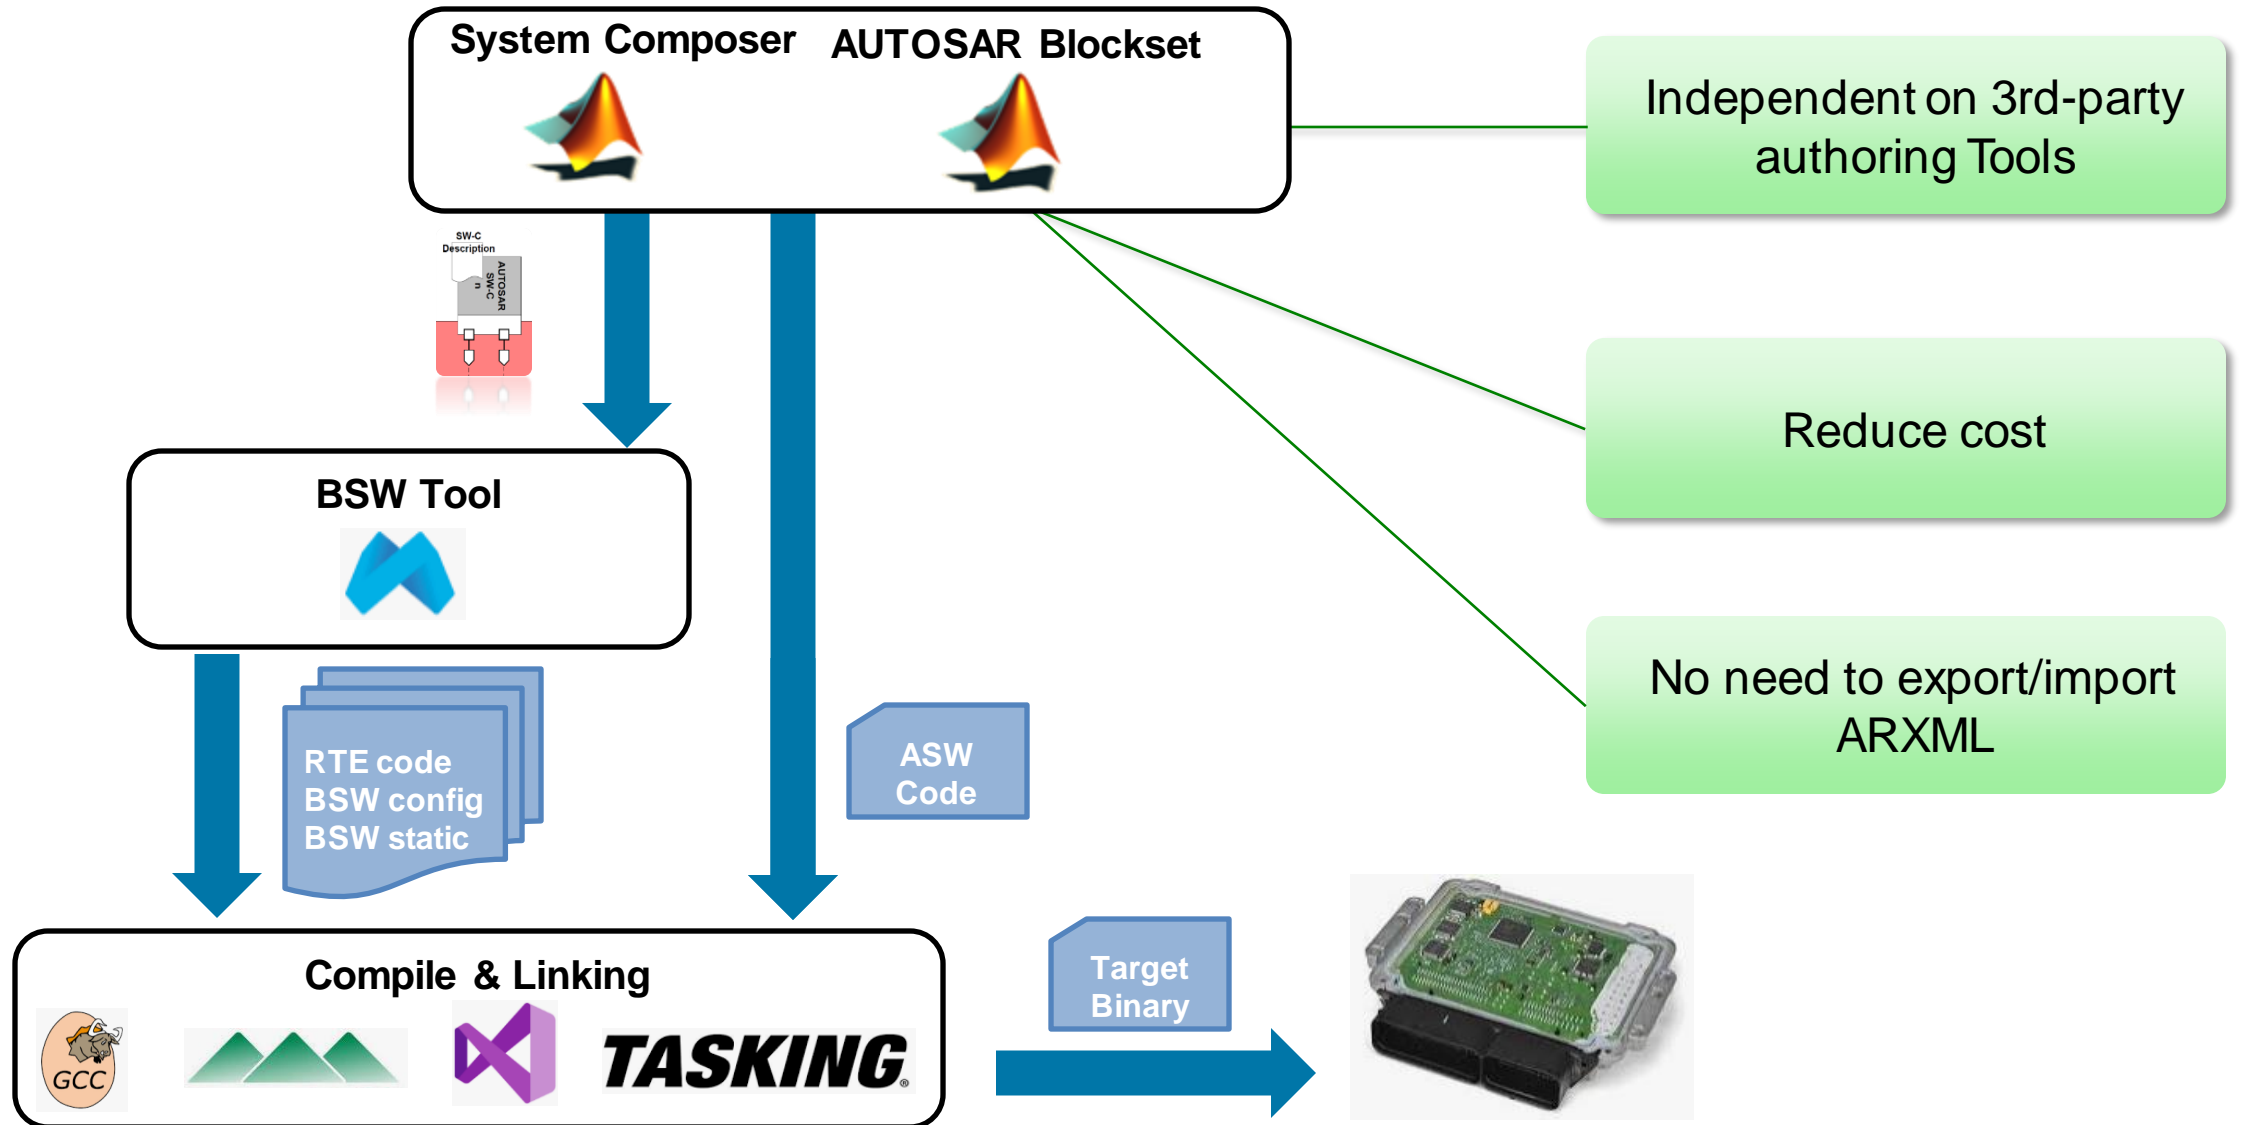 System Composer AUTOSAR Blockset
Independent on 3rd-party
authoring Tools
SW-C
Description
AUTOSAR
SW-C
n
Reduce cost
BSW Tool
No need to export/import
ARXML
RTE code
BSW config
BSW static
ASW
Code
Compile & Linking
GCC
TASKING®
Target
Binary